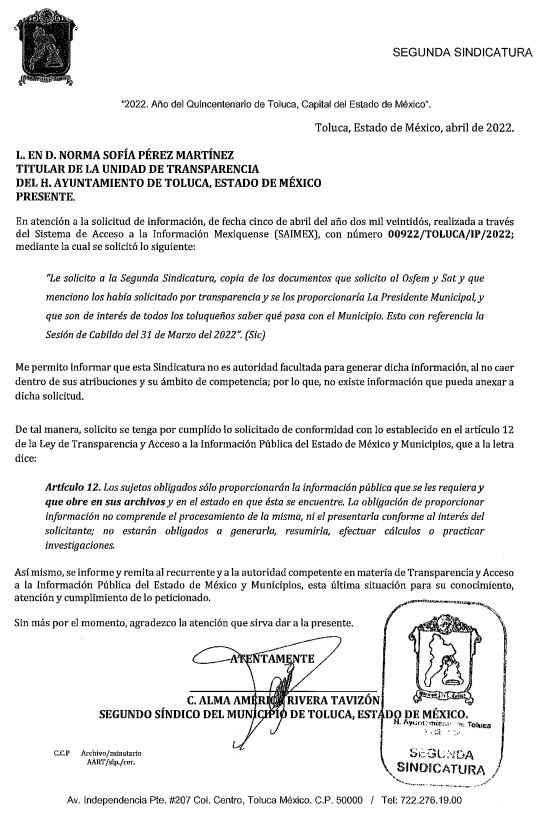 SEGUNDA SINDICATURA
"2022. Año del Quincentenario de Toluca, Capital del Estado de México".
Toluca, Estado de México, abril de 2022.
L. EN D. NORMA SOFÍA PÉREZ MARTÍNEZ
TITULAR DE LA UNIDAD DE TRANSPARENCIA
DEL H. AYUNTAMIENTO DE TOLUCA, ESTADO DE MÉXICO
PRESENTE.
En atención a la solicitud de información, de fecha cinco de abril del año dos mil veintidós, realizada a través
del Sistema de Acceso a la Información Mexiquense (SAIMEX), con número 00922/TOLUCA/IP/2022;
mediante la cual se solicitó lo siguiente:
"Le solicito a la Segunda Sindicatura, copia de los documentos que solicito al Osfem y Sat y que
menciono los había solicitado por transparencia y se los proporcionaría La Presidente Municipal, y
que son de interés de todos los toluqueños saber qué pasa con el Municipio. Esto con referencia la
Sesión de Cabildo del 31 de Marzo del 2022". (Sic)
Me permito informar que esta Sindicatura no es autoridad facultada para generar dicha información, al no caer
dentro de sus atribuciones y su ámbito de competencia; por lo que, no existe información que pueda anexar a
dicha solicitud.
De tal manera, solicito se tenga por cumplido lo solicitado de conformidad con lo establecido en el artículo 12
de la Ley de Transparencia y Acceso a la Información Pública del Estado de México y Municipios, que a la letra
dice:
Artículo 12. Los sujetos obligados sólo proporcionarán la información pública que se les requiera y
que obre en sus archivos y en el estado en que ésta se encuentre. La obligación de proporcionar
información no comprende el procesamiento de la misma, ni el presentarla conforme al interés del
solicitante; no estarán obligados a generarla, resumirla, efectuar cálculos o practicar
investigaciones.
Así mismo, se informe y remita al recurrente y a la autoridad competente en materia de Transparencia y Acceso
a la Información Pública del Estado de México y Municipios, esta última situación para su conocimiento,
atención y cumplimiento de lo peticionado.
Sin más por el momento, agradezco la atención que sirva dar a la presente.
ATENTAMENTE
C. ALMA AMÉRICA RIVERA TAVIZÓN
SEGUNDO SÍNDICO DEL MUNICIPIO DE TOLUCA, ESTADO DE MÉXICO.
H. Ayuntamiento de Toluca
SEGUNDA
SINDICATURA
C.C.P Archivo/minutario
AART/slp./cer.
Av. Independencia Pte. #207 Col. Centro, Toluca México. C.P. 50000 / Tel: 722.276.19.00